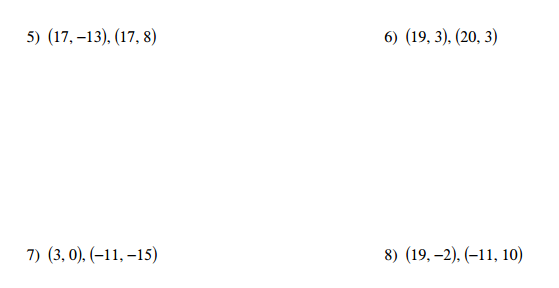 5) (17, –13), (17, 8)
6) (19, 3), (20, 3)
7) (3, 0), (–11, –15)
8) (19, –2), (–11, 10)